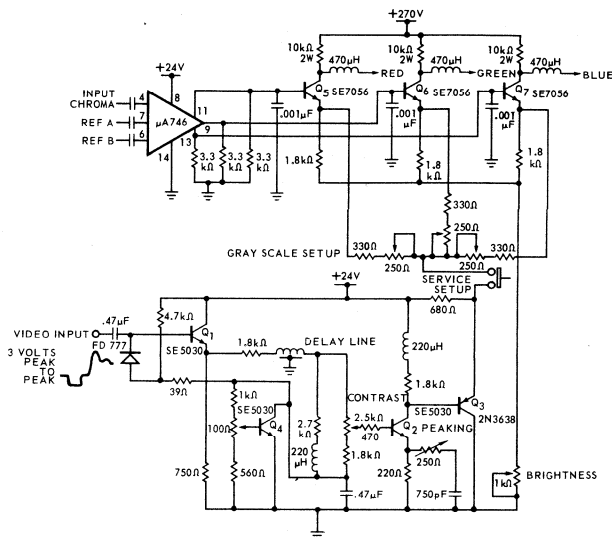 +270V
10kΩ
2W
470μH
RED
10kΩ
2W
470μH
GREEN
10kΩ
2W
470μH
BLUE
Q5 SE7056
Q6 SE7056
Q7 SE7056
+24V
INPUT
CHROMA
REF A
REF B
4
7
6
8
μA746
11
9
13
14
3.3
kΩ
3.3
kΩ
3.3
kΩ
.001μF
.001
μF
.001
μF
1.8kΩ
1.8
kΩ
1.8
kΩ
330Ω
250Ω
GRAY SCALE SETUP
330Ω
250Ω
250Ω
330Ω
SERVICE
SETUP
+24V
680Ω
VIDEO INPUT
.47μF
4.7kΩ
FD 777
3 VOLTS
PEAK
TO
PEAK
Q1
SE5030
1.8kΩ
DELAY LINE
220μH
1.8kΩ
39Ω
1kΩ
100Ω
SE5030
Q4
560Ω
750Ω
2.7
kΩ
220
μH
CONTRAST
2.5kΩ
470
1.8kΩ
.47μF
SE5030
Q2
PEAKING
250Ω
220Ω
750pF
Q3
2N3638
BRIGHTNESS
1kΩ